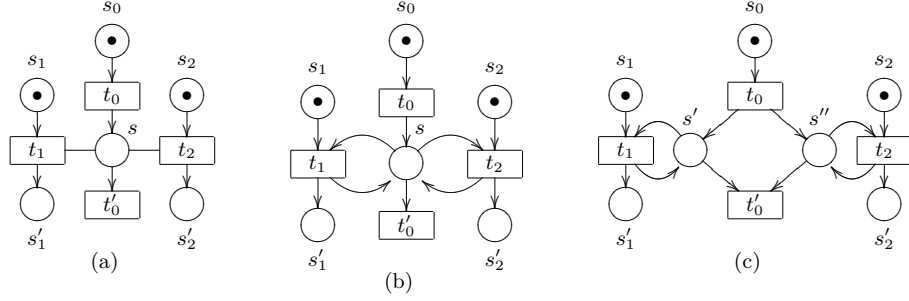 s₀
s₁ t₀ s₂
s
t₁ t₂
t′₀
s′₁ s′₂
(a)
s₀
s₁ t₀ s₂
s
t₁ t₂
t′₀
s′₁ s′₂
(b)
s₀
s₁ t₀ s₂
s′ s″
t₁ t₂
t′₀
s′₁ s′₂
(c)